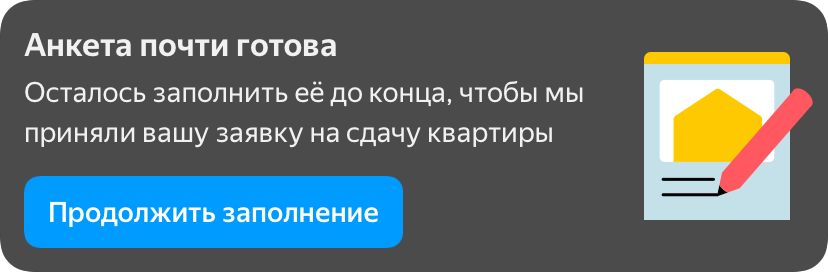 Анкета почти готова
Осталось заполнить её до конца, чтобы мы
приняли вашу заявку на сдачу квартиры
Продолжить заполнение